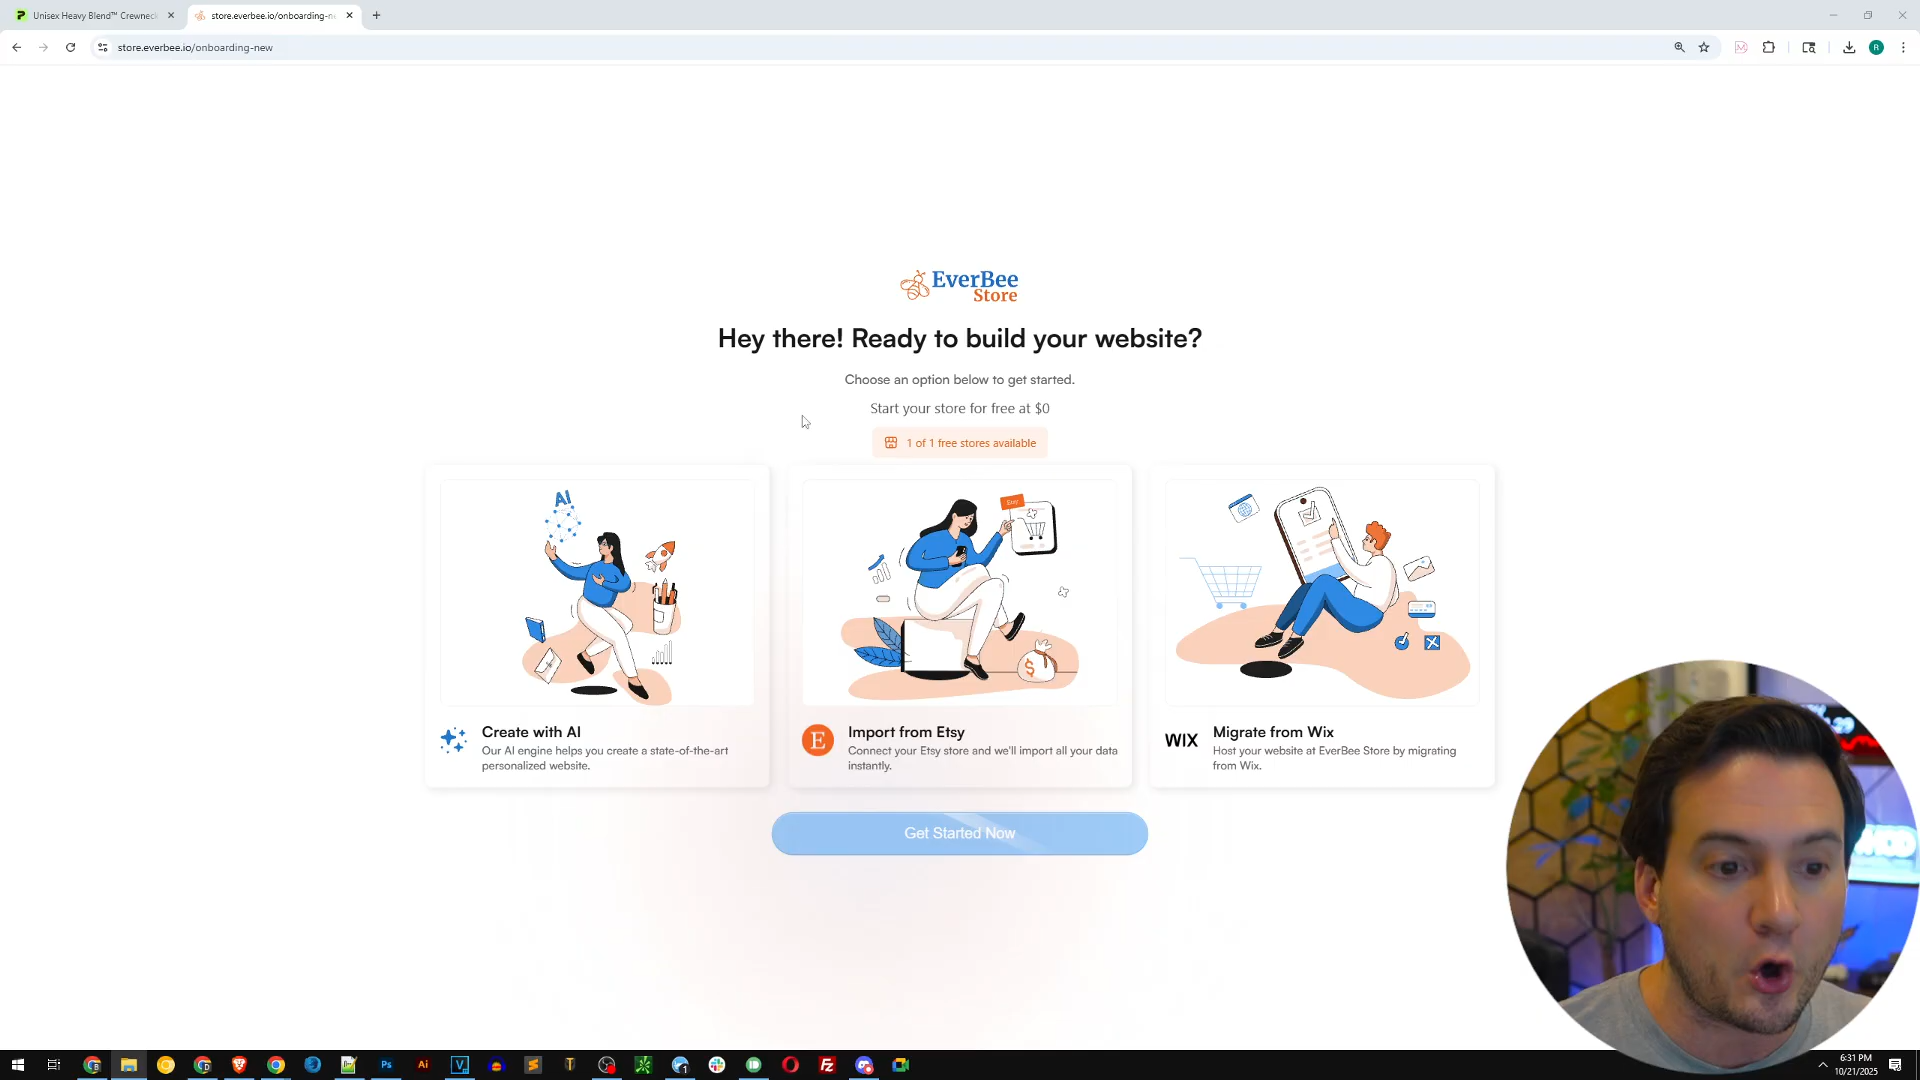 Unisex Heavy Blend™ Crewneck
store.everbee.io/onboarding-n
store.everbee.io/onboarding-new
R
EverBee
Store
Hey there! Ready to build your website?
Choose an option below to get started.
Start your store for free at $0
1 of 1 free stores available
AI
Etsy
$
Create with AI
Our AI engine helps you create a state-of-the-art
personalized website.
E
Import from Etsy
Connect your Etsy store and we'll import all your data
instantly.
WIX
Migrate from Wix
Host your website at EverBee Store by migrating
from Wix.
Get Started Now
Ps
Ai
V
T
Fz
6:31 PM
10/21/2025